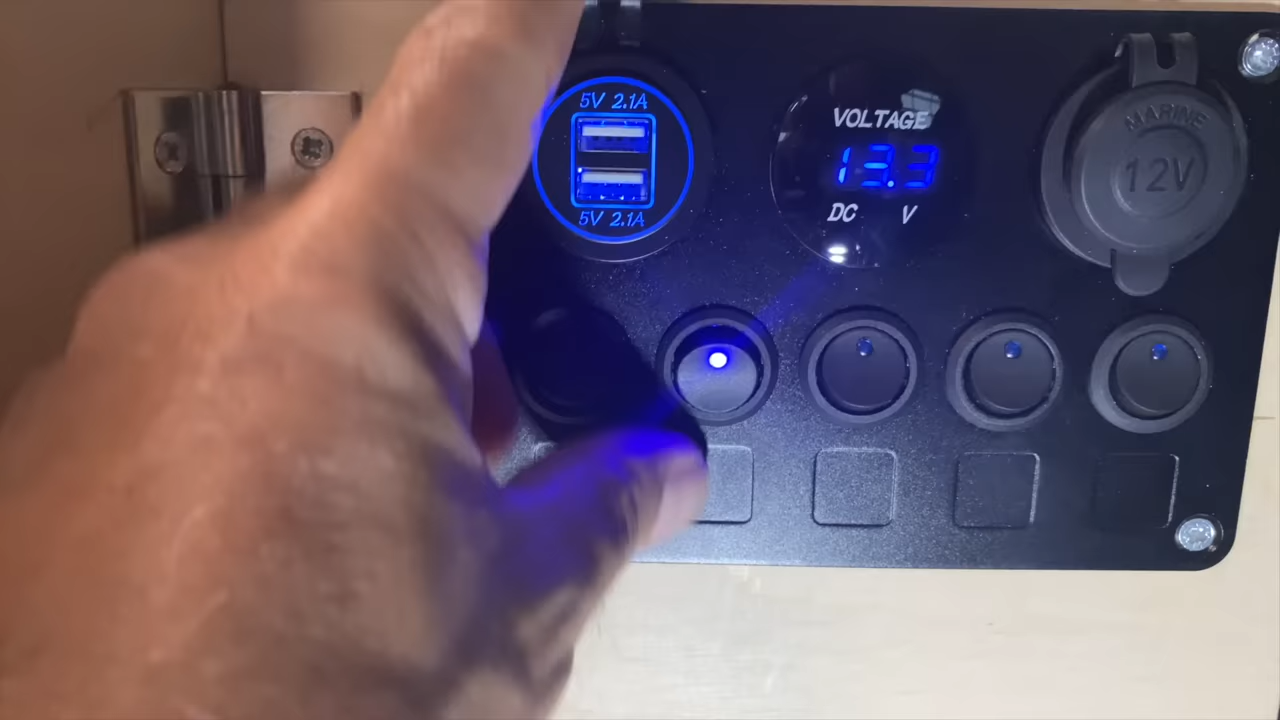 5V 2.1A
5V 2.1A
VOLTAGE
13.3
DC V
MARINE
12V